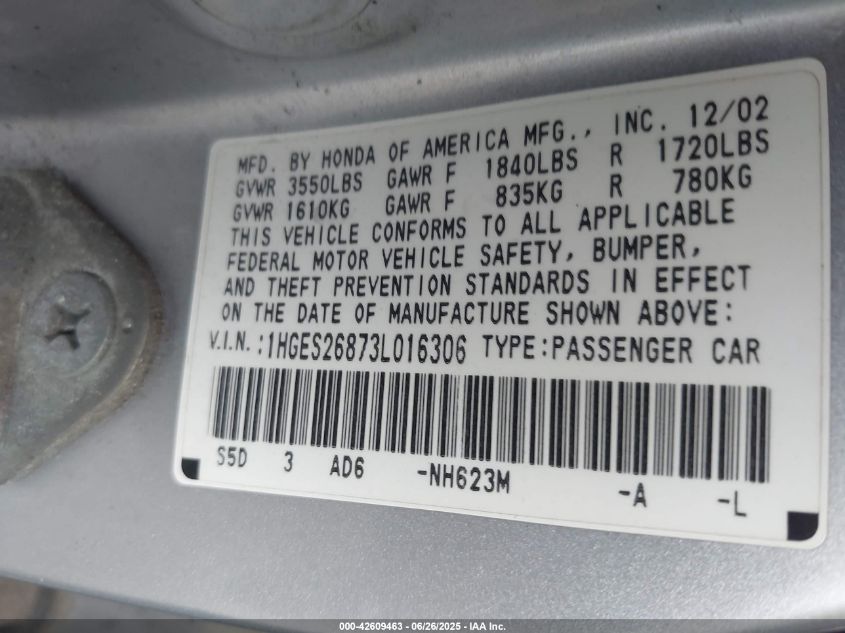 MFD. BY HONDA OF AMERICA MFG., INC. 12/02
GVWR 3550LBS GAWR F 1840LBS R 1720LBS
GVWR 1610KG GAWR F 835KG R 780KG
THIS VEHICLE CONFORMS TO ALL APPLICABLE
FEDERAL MOTOR VEHICLE SAFETY, BUMPER,
AND THEFT PREVENTION STANDARDS IN EFFECT
ON THE DATE OF MANUFACTURE SHOWN ABOVE:
V.I.N.:1HGES26873L016306 TYPE:PASSENGER CAR
S5D 3 AD6 -NH623M -A -L
000-42609463 - 06/26/2025 - IAA Inc.